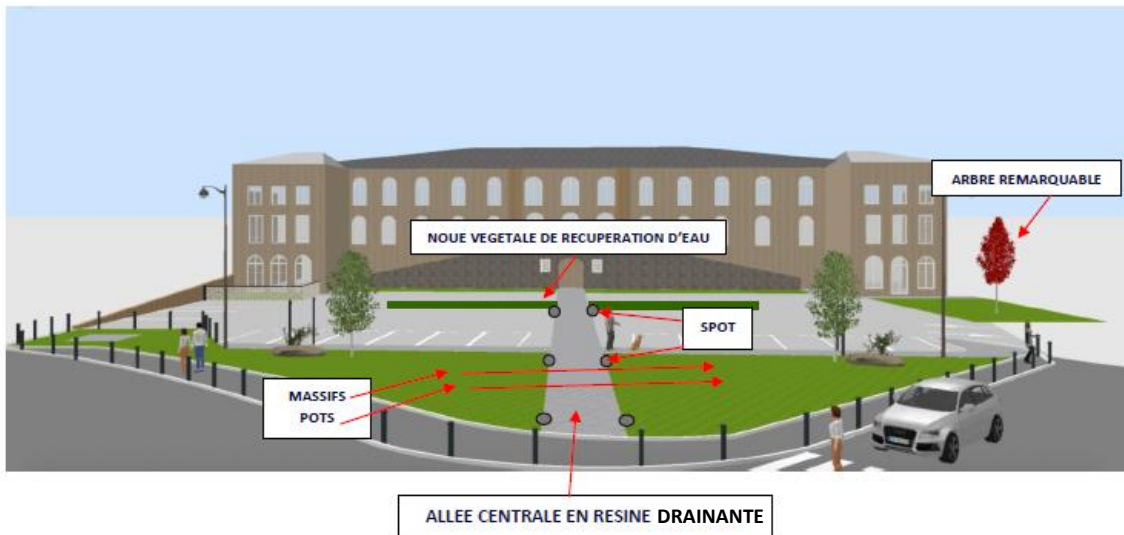 ARBRE REMARQUABLE
NOUE VEGETALE DE RECUPERATION D'EAU
SPOT
MASSIFS
POTS
ALLEE CENTRALE EN RESINE DRAINANTE